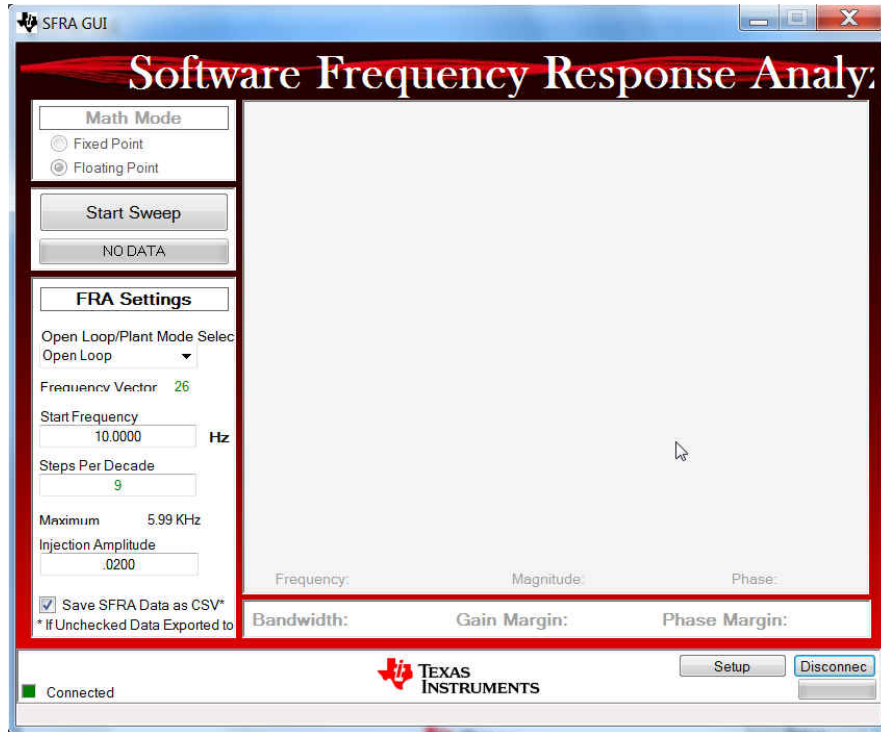 SFRA GUI
Software Frequency Response Analy
Math Mode
Fixed Point
Floating Point
Start Sweep
NO DATA
FRA Settings
Open Loop/Plant Mode Selec
Open Loop
Frequency Vector 26
Start Frequency
10.0000 Hz
Steps Per Decade
9
Maximum 5.99 KHz
Injection Amplitude
.0200
Save SFRA Data as CSV*
* If Unchecked Data Exported to
Frequency: Magnitude: Phase:
Bandwidth: Gain Margin: Phase Margin:
Connected
TEXAS
INSTRUMENTS
Setup Disconnec